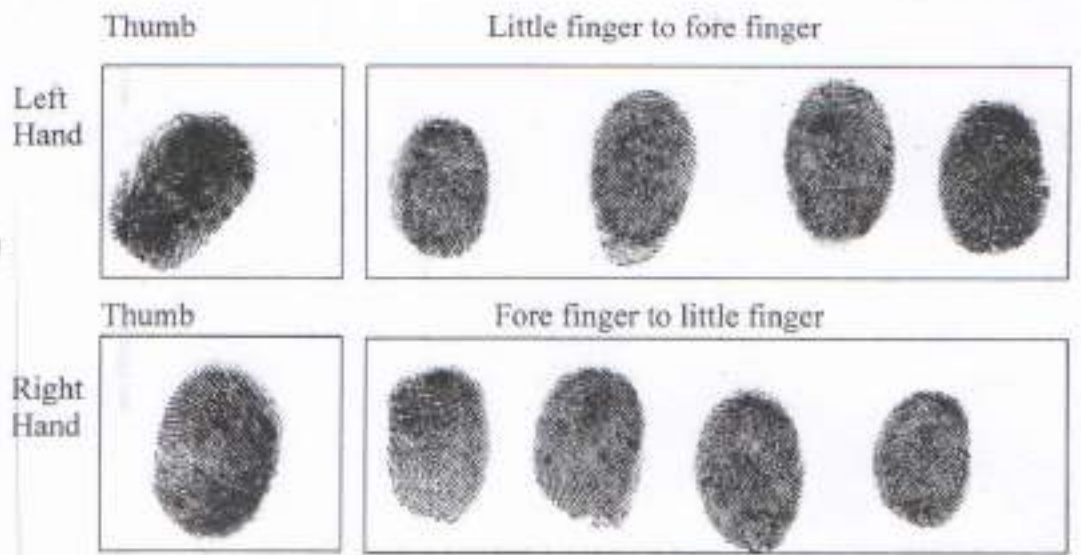 Thumb
Little finger to fore finger
Left
Hand
Thumb
Fore finger to little finger
Right
Hand